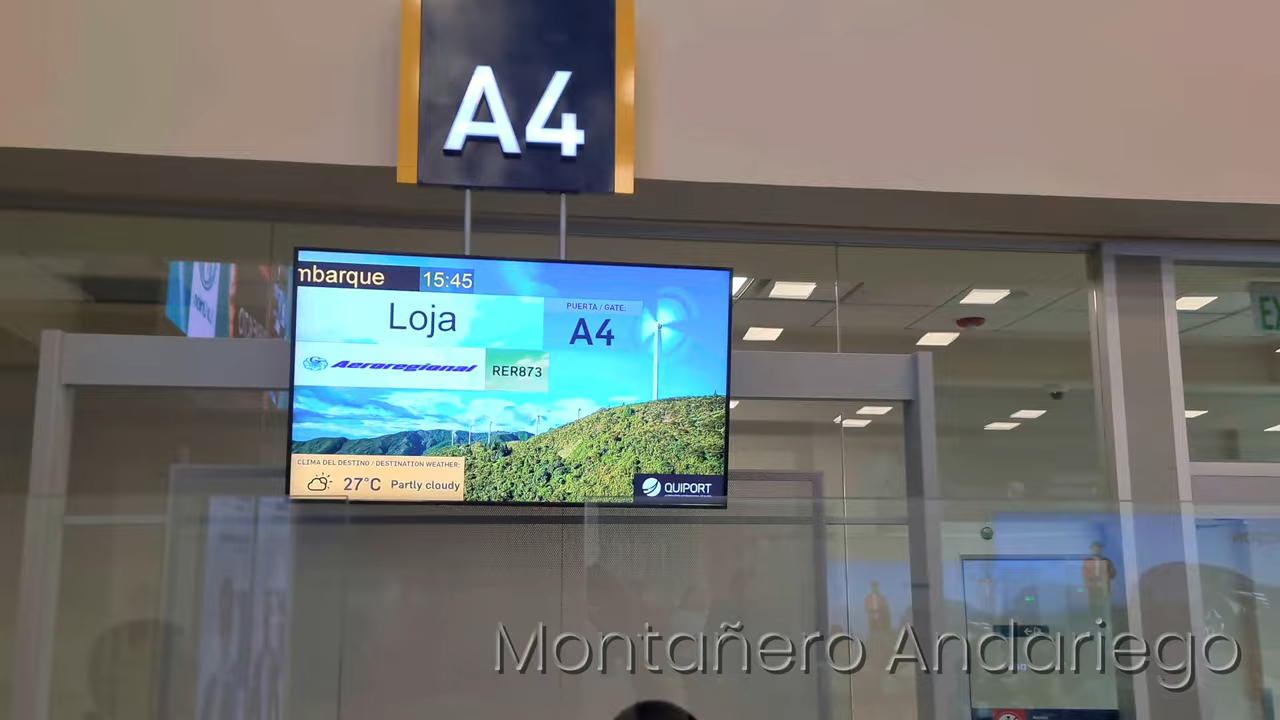 A4
mbarque 15:45
Loja
PUERTA / GATE:
A4
Aeroregional RER873
CLIMA DEL DESTINO / DESTINATION WEATHER:
27°C Partly cloudy
QUIPORT
Montañero Andariego